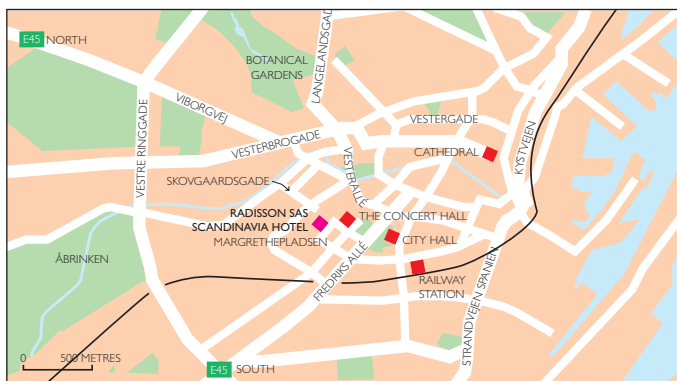 E45 NORTH
BOTANICAL
GARDENS
LANGELANDSGADE
VIBORGVEJ
VESTERGADE
VESTERBROGADE
CATHEDRAL
KYSTVEJEN
VESTRE RINGGADE
SKOVGAARDSGADE
VESTERALLÉ
RADISSON SAS
SCANDINAVIA HOTEL
MARGRETHEPLADSEN
THE CONCERT HALL
CITY HALL
ÅBRINKEN
FREDRIKS ALLÉ
RAILWAY
STATION
STRANDVEJEN SPANIEN
0 500 METRES
E45 SOUTH